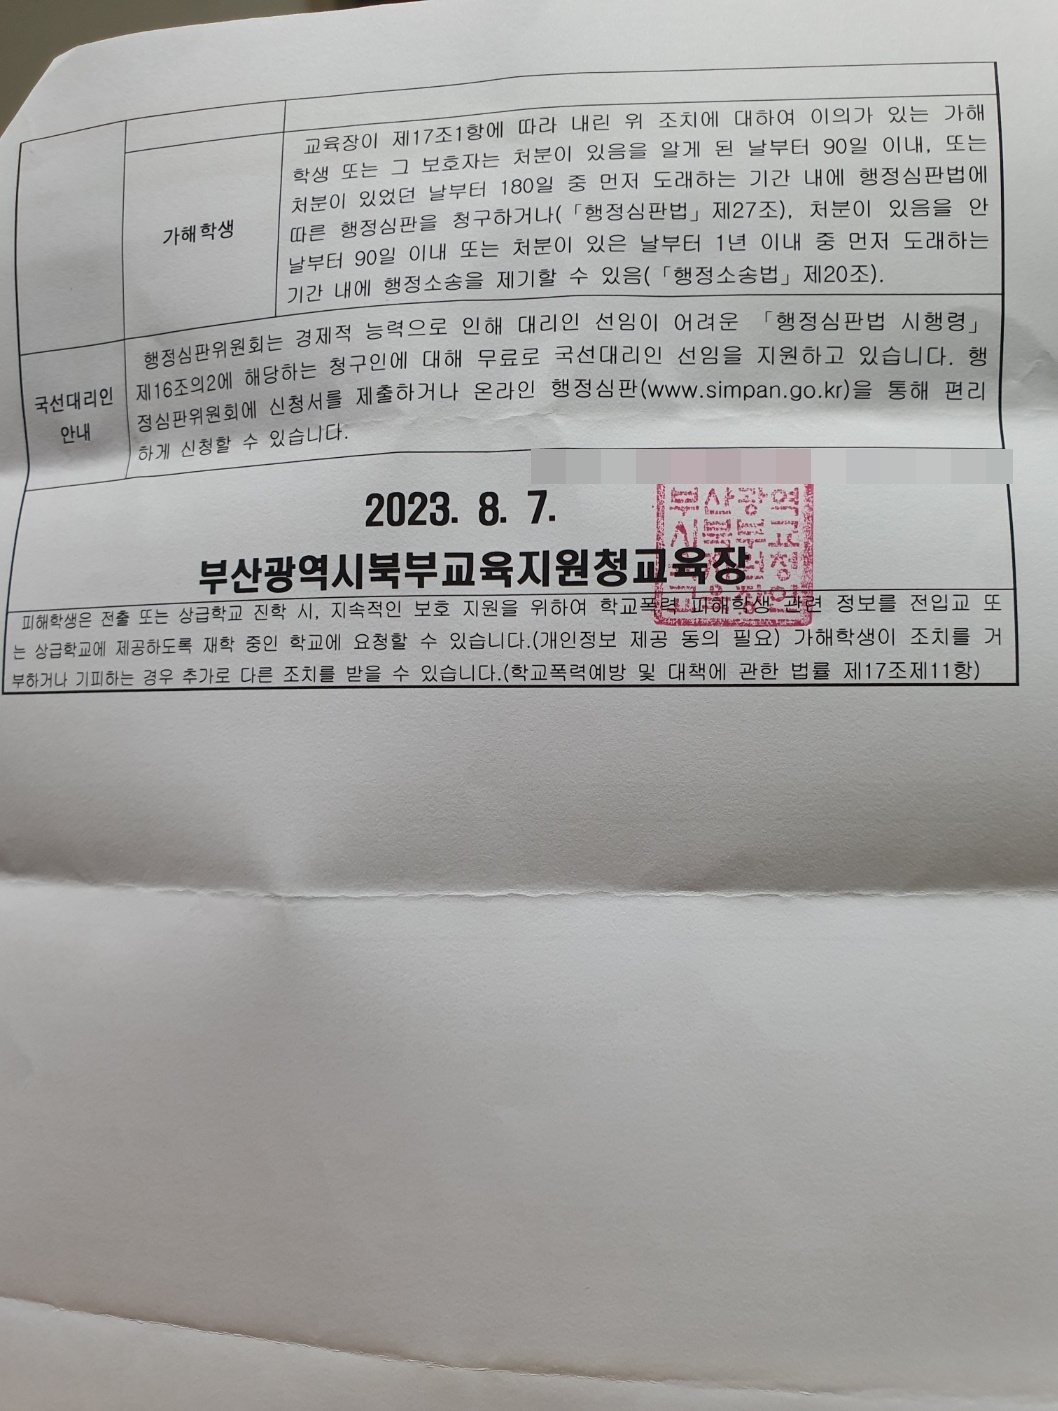 교육장이 제17조1항에 따라 내린 위 조치에 대하여 이의가 있는 가해
학생 또는 그 보호자는 처분이 있음을 알게 된 날부터 90일 이내, 또는
처분이 있었던 날부터 180일 중 먼저 도래하는 기간 내에 행정심판법에
가해학생
따른 행정심판을 청구하거나(「행정심판법」제27조), 처분이 있음을 안
날부터 90일 이내 또는 처분이 있은 날부터 1년 이내 중 먼저 도래하는
기간 내에 행정소송을 제기할 수 있음(「행정소송법」제20조).
국선대리인
안내
행정심판위원회는 경제적 능력으로 인해 대리인 선임이 어려운 「행정심판법 시행령」
제16조의2에 해당하는 청구인에 대해 무료로 국선대리인 선임을 지원하고 있습니다. 행
정심판위원회에 신청서를 제출하거나 온라인 행정심판(www.simpan.go.kr)을 통해 편리
하게 신청할 수 있습니다.
2023. 8. 7.
부산광역시북부교육지원청교육장
부산광역
시북부교
육지원청
교육장인
피해학생은 전출 또는 상급학교 진학 시, 지속적인 보호 지원을 위하여 학교폭력 피해학생 관련 정보를 전입교 또
는 상급학교에 제공하도록 재학 중인 학교에 요청할 수 있습니다.(개인정보 제공 동의 필요) 가해학생이 조치를 거
부하거나 기피하는 경우 추가로 다른 조치를 받을 수 있습니다.(학교폭력예방 및 대책에 관한 법률 제17조제11항)